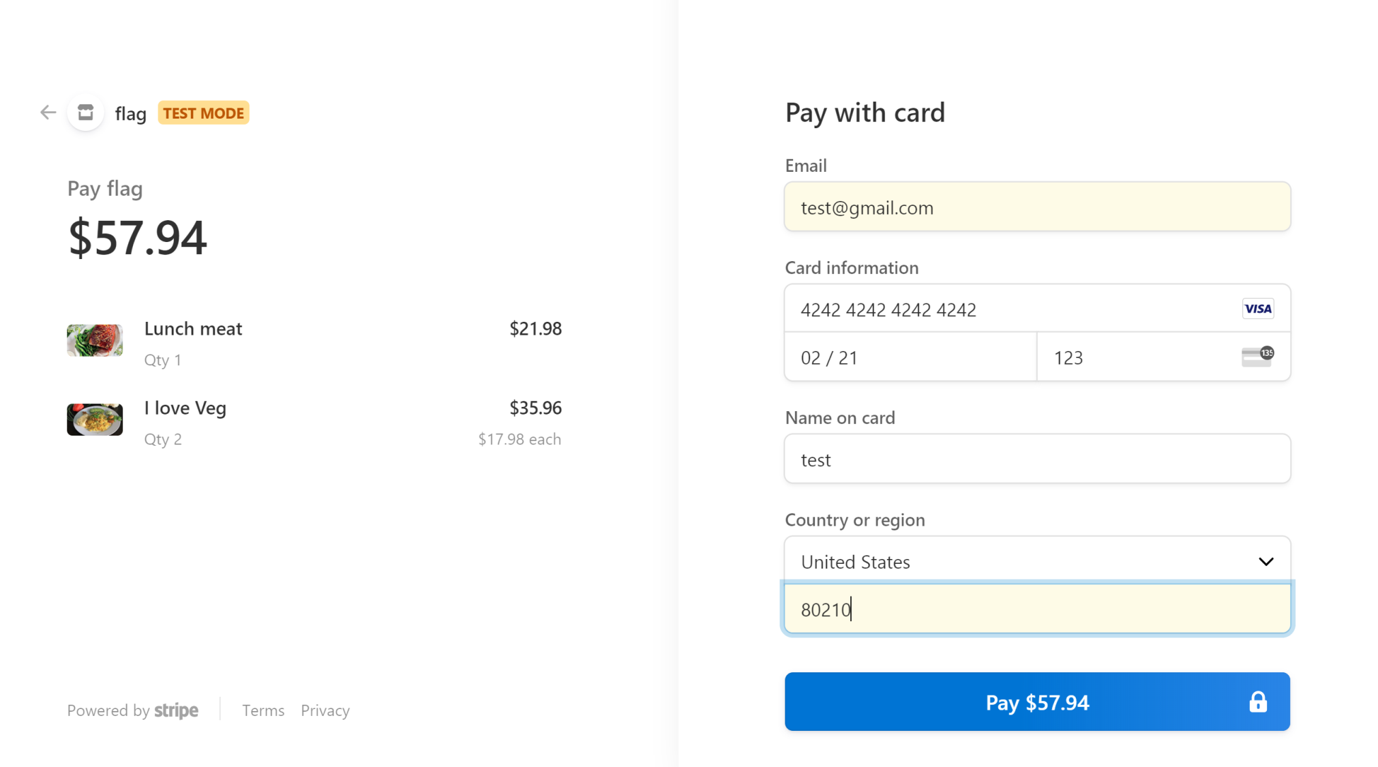 flag TEST MODE
Pay flag
$57.94
Lunch meat $21.98
Qty 1
I love Veg $35.96
Qty 2 $17.98 each
Powered by stripe Terms Privacy
Pay with card
Email
test@gmail.com
Card information
4242 4242 4242 4242 VISA
02 / 21 123 135
Name on card
test
Country or region
United States
80210
Pay $57.94